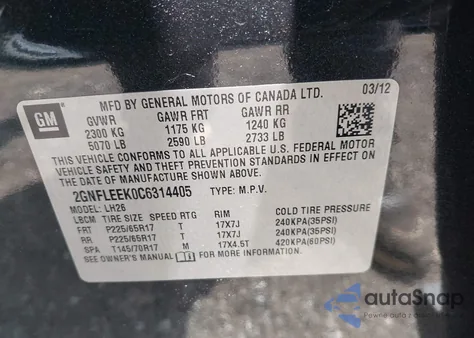 GM
03/12
MFD BY GENERAL MOTORS OF CANADA LTD.
GVWR GAWR FRT GAWR RR
2300 KG 1175 KG 1240 KG
5070 LB 2590 LB 2733 LB
THIS VEHICLE CONFORMS TO ALL APPLICABLE U.S. FEDERAL MOTOR
VEHICLE SAFETY AND THEFT PREVENTION STANDARDS IN EFFECT ON
THE DATE OF MANUFACTURE SHOWN ABOVE.
2GNFLEEK0C6314405 TYPE: M.P.V.
MODEL: LH26
LBCM TIRE SIZE SPEED RTG RIM COLD TIRE PRESSURE
FRT P225/65R17 T 17X7J 240KPA(35PSI)
RR P225/65R17 T 17X7J 240KPA(35PSI)
SPA T145/70R17 M 17X4.5T 420KPA(60PSI)
SEE OWNER'S MANUAL FOR ADDITIONAL INFORMATION.
autoSnap